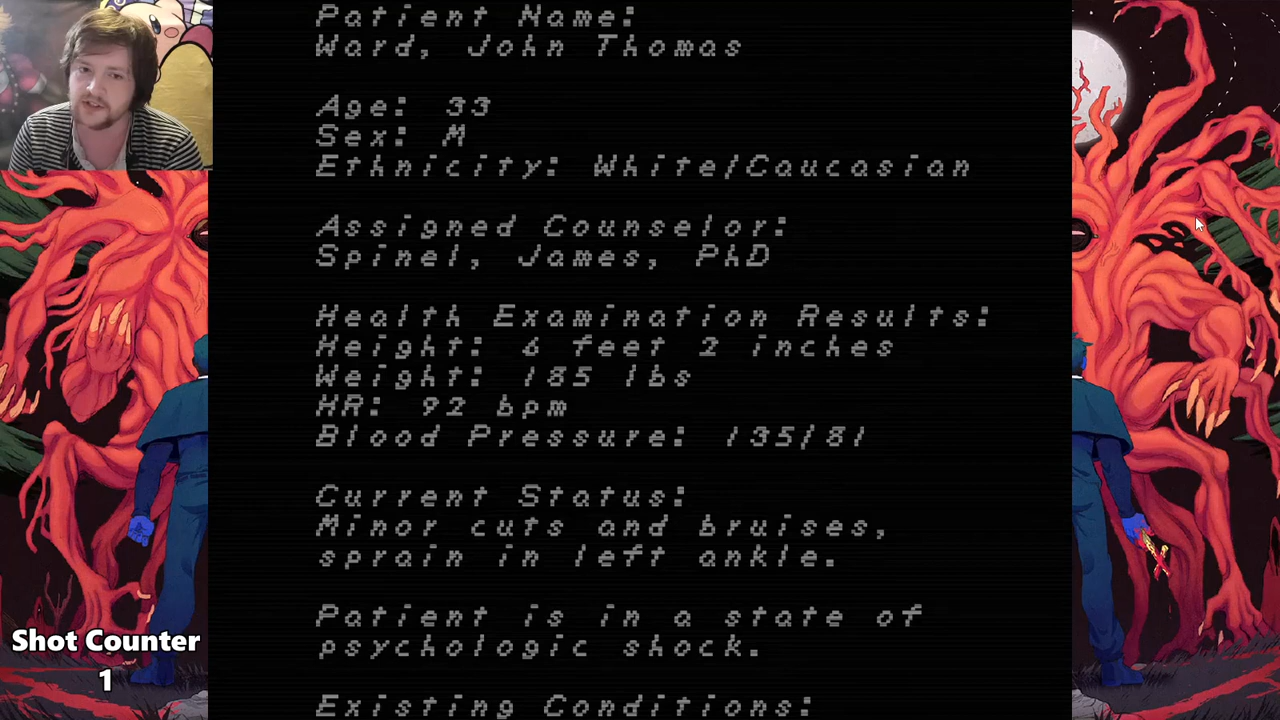 Patient Name:
Ward, John Thomas
Age: 33
Sex: M
Ethnicity: White/Caucasian
Assigned Counselor:
Spinel, James, PhD
Health Examination Results:
Height: 6 feet 2 inches
Weight: 185 lbs
HR: 92 bpm
Blood Pressure: 135/81
Current Status:
Minor cuts and bruises,
sprain in left ankle.
Patient is in a state of
psychologic shock.
Existing Conditions:
Shot Counter
1